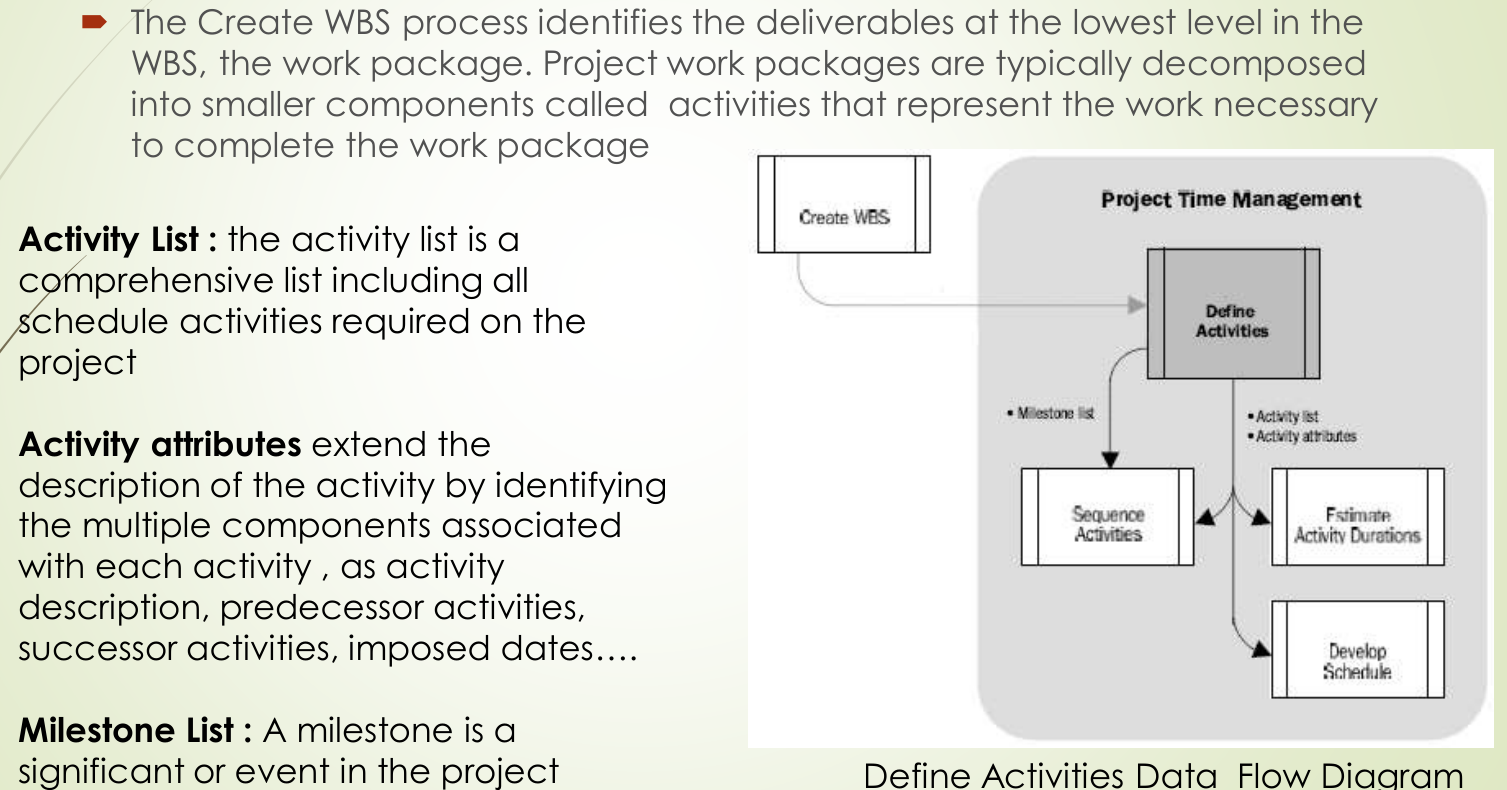 The Create WBS process identifies the deliverables at the lowest level in the
WBS, the work package. Project work packages are typically decomposed
into smaller components called activities that represent the work necessary
to complete the work package
Activity List : the activity list is a
comprehensive list including all
schedule activities required on the
project
Activity attributes extend the
description of the activity by identifying
the multiple components associated
with each activity , as activity
description, predecessor activities,
successor activities, imposed dates….
Milestone List : A milestone is a
significant or event in the project
Create WBS
Project Time Management
Define
Activities
• Milestone list
• Activity list
• Activity attributes
Sequence
Activities
Estimate
Activity Durations
Develop
Schedule
Define Activities Data Flow Diagram